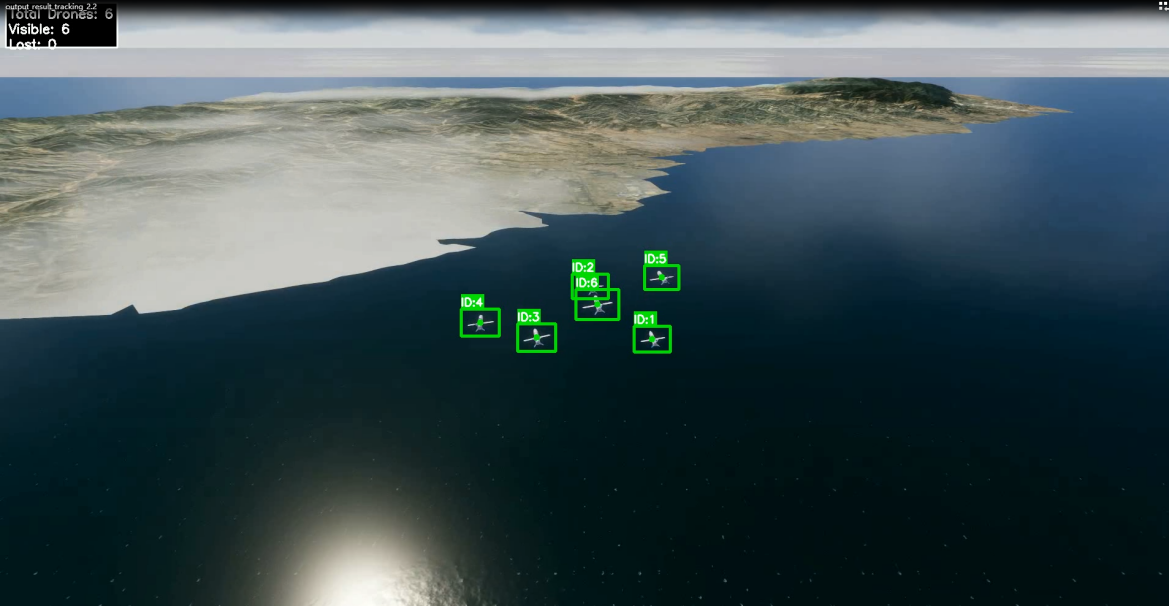 output_result_tracking_2.2
Total Drones: 6
Visible: 6
Lost: 0
ID:5
ID:2
ID:6
ID:4
ID:3
ID:1